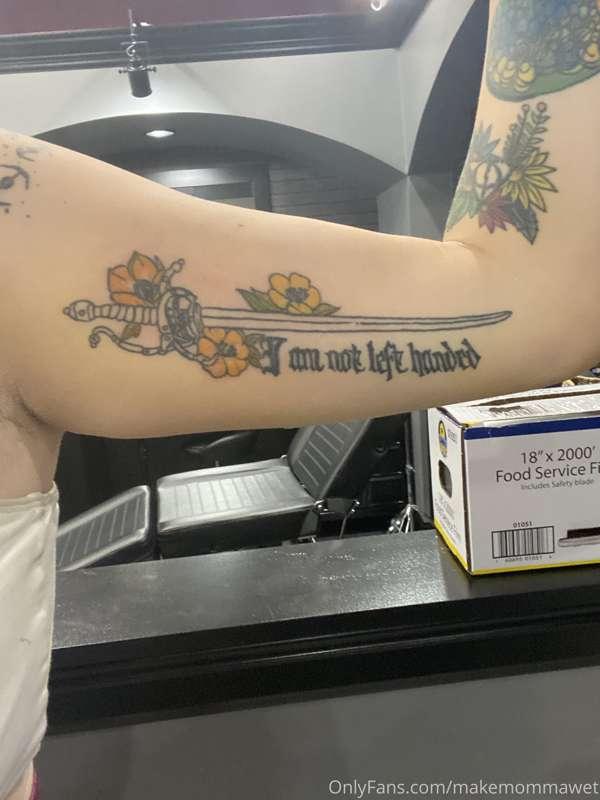 I am not left handed
18" x 2000'
Food Service Fi
Includes Safety blade
01051
OnlyFans.com/makemommawet